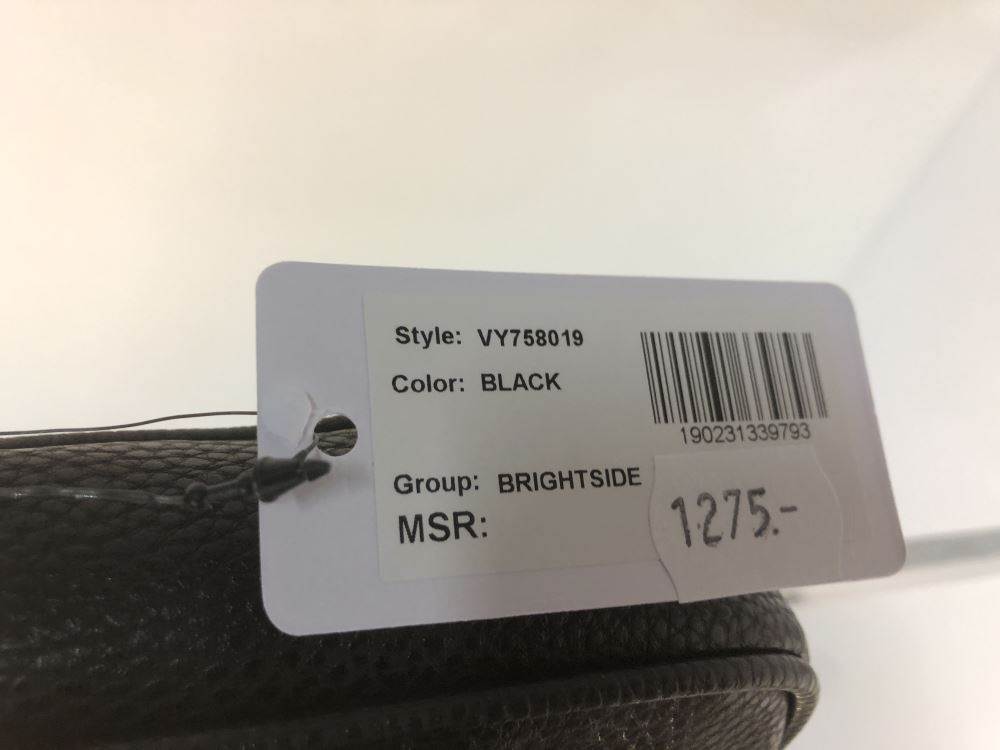 Style: VY758019
Color: BLACK
190231339793
Group: BRIGHTSIDE
MSR:
1275.-